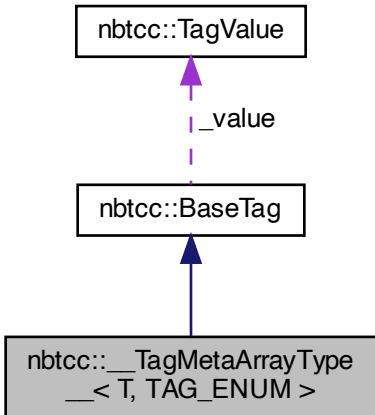 nbtcc::TagValue
_value
nbtcc::BaseTag
nbtcc::__TagMetaArrayType
__< T, TAG_ENUM >